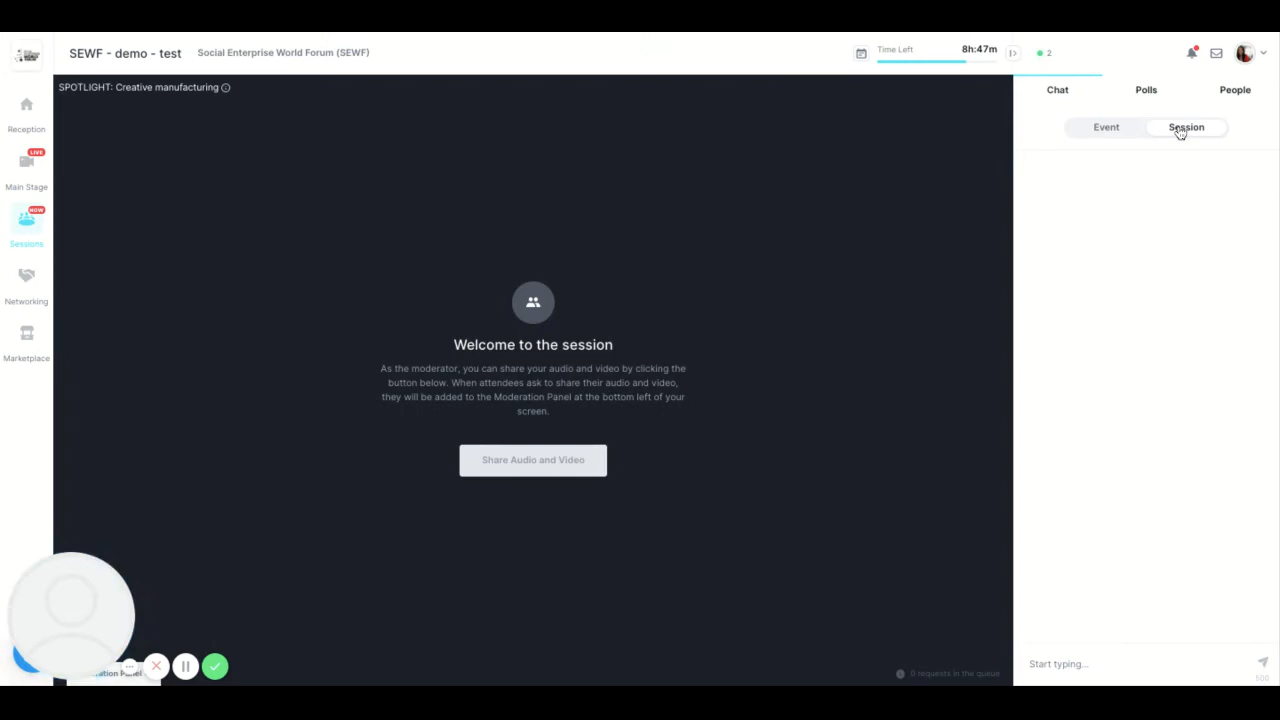 SEWF - demo - test
Social Enterprise World Forum (SEWF)
Time Left
8h:47m
2
SPOTLIGHT: Creative manufacturing
Chat
Polls
People
Event
Session
Reception
LIVE
Main Stage
NOW
Sessions
Networking
Marketplace
Welcome to the session
As the moderator, you can share your audio and video by clicking the
button below. When attendees ask to share their audio and video,
they will be added to the Moderation Panel at the bottom left of your
screen.
Share Audio and Video
Panel
0 requests in the queue
Start typing...
500